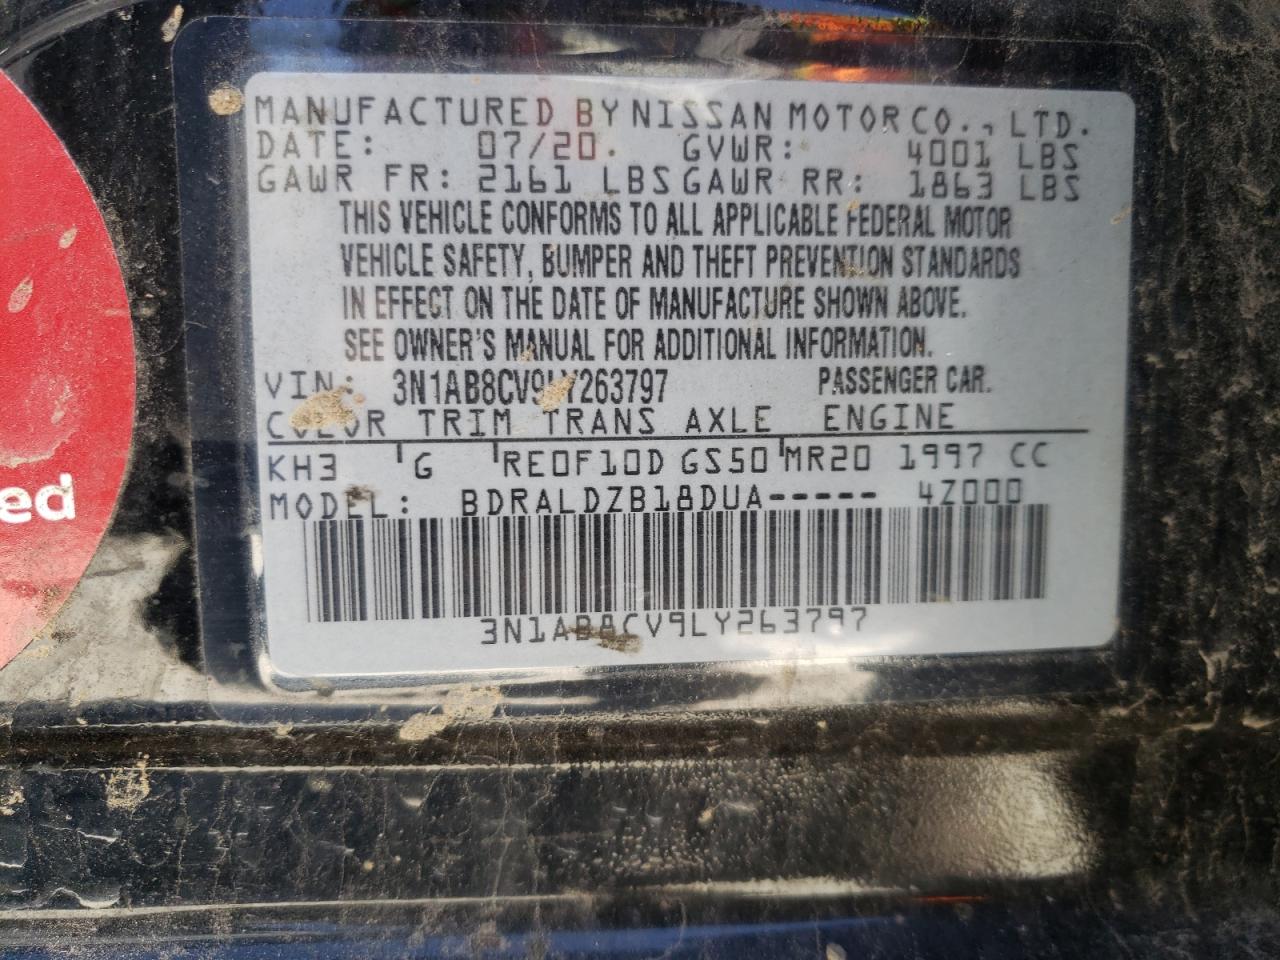 MANUFACTURED BY NISSAN MOTOR CO., LTD.
DATE: 07/20 GVWR: 4001 LBS
GAWR FR: 2161 LBS GAWR RR: 1863 LBS
THIS VEHICLE CONFORMS TO ALL APPLICABLE FEDERAL MOTOR
VEHICLE SAFETY, BUMPER AND THEFT PREVENTION STANDARDS
IN EFFECT ON THE DATE OF MANUFACTURE SHOWN ABOVE.
SEE OWNER'S MANUAL FOR ADDITIONAL INFORMATION.
VIN: 3N1AB8CV9LY263797 PASSENGER CAR.
COLOR TRIM TRANS AXLE ENGINE
KH3 G RE0F10D GS50 MR20 1997 CC
MODEL: BDRALDZB18DUA----- 4Z000
3N1AB8CV9LY263797
ed